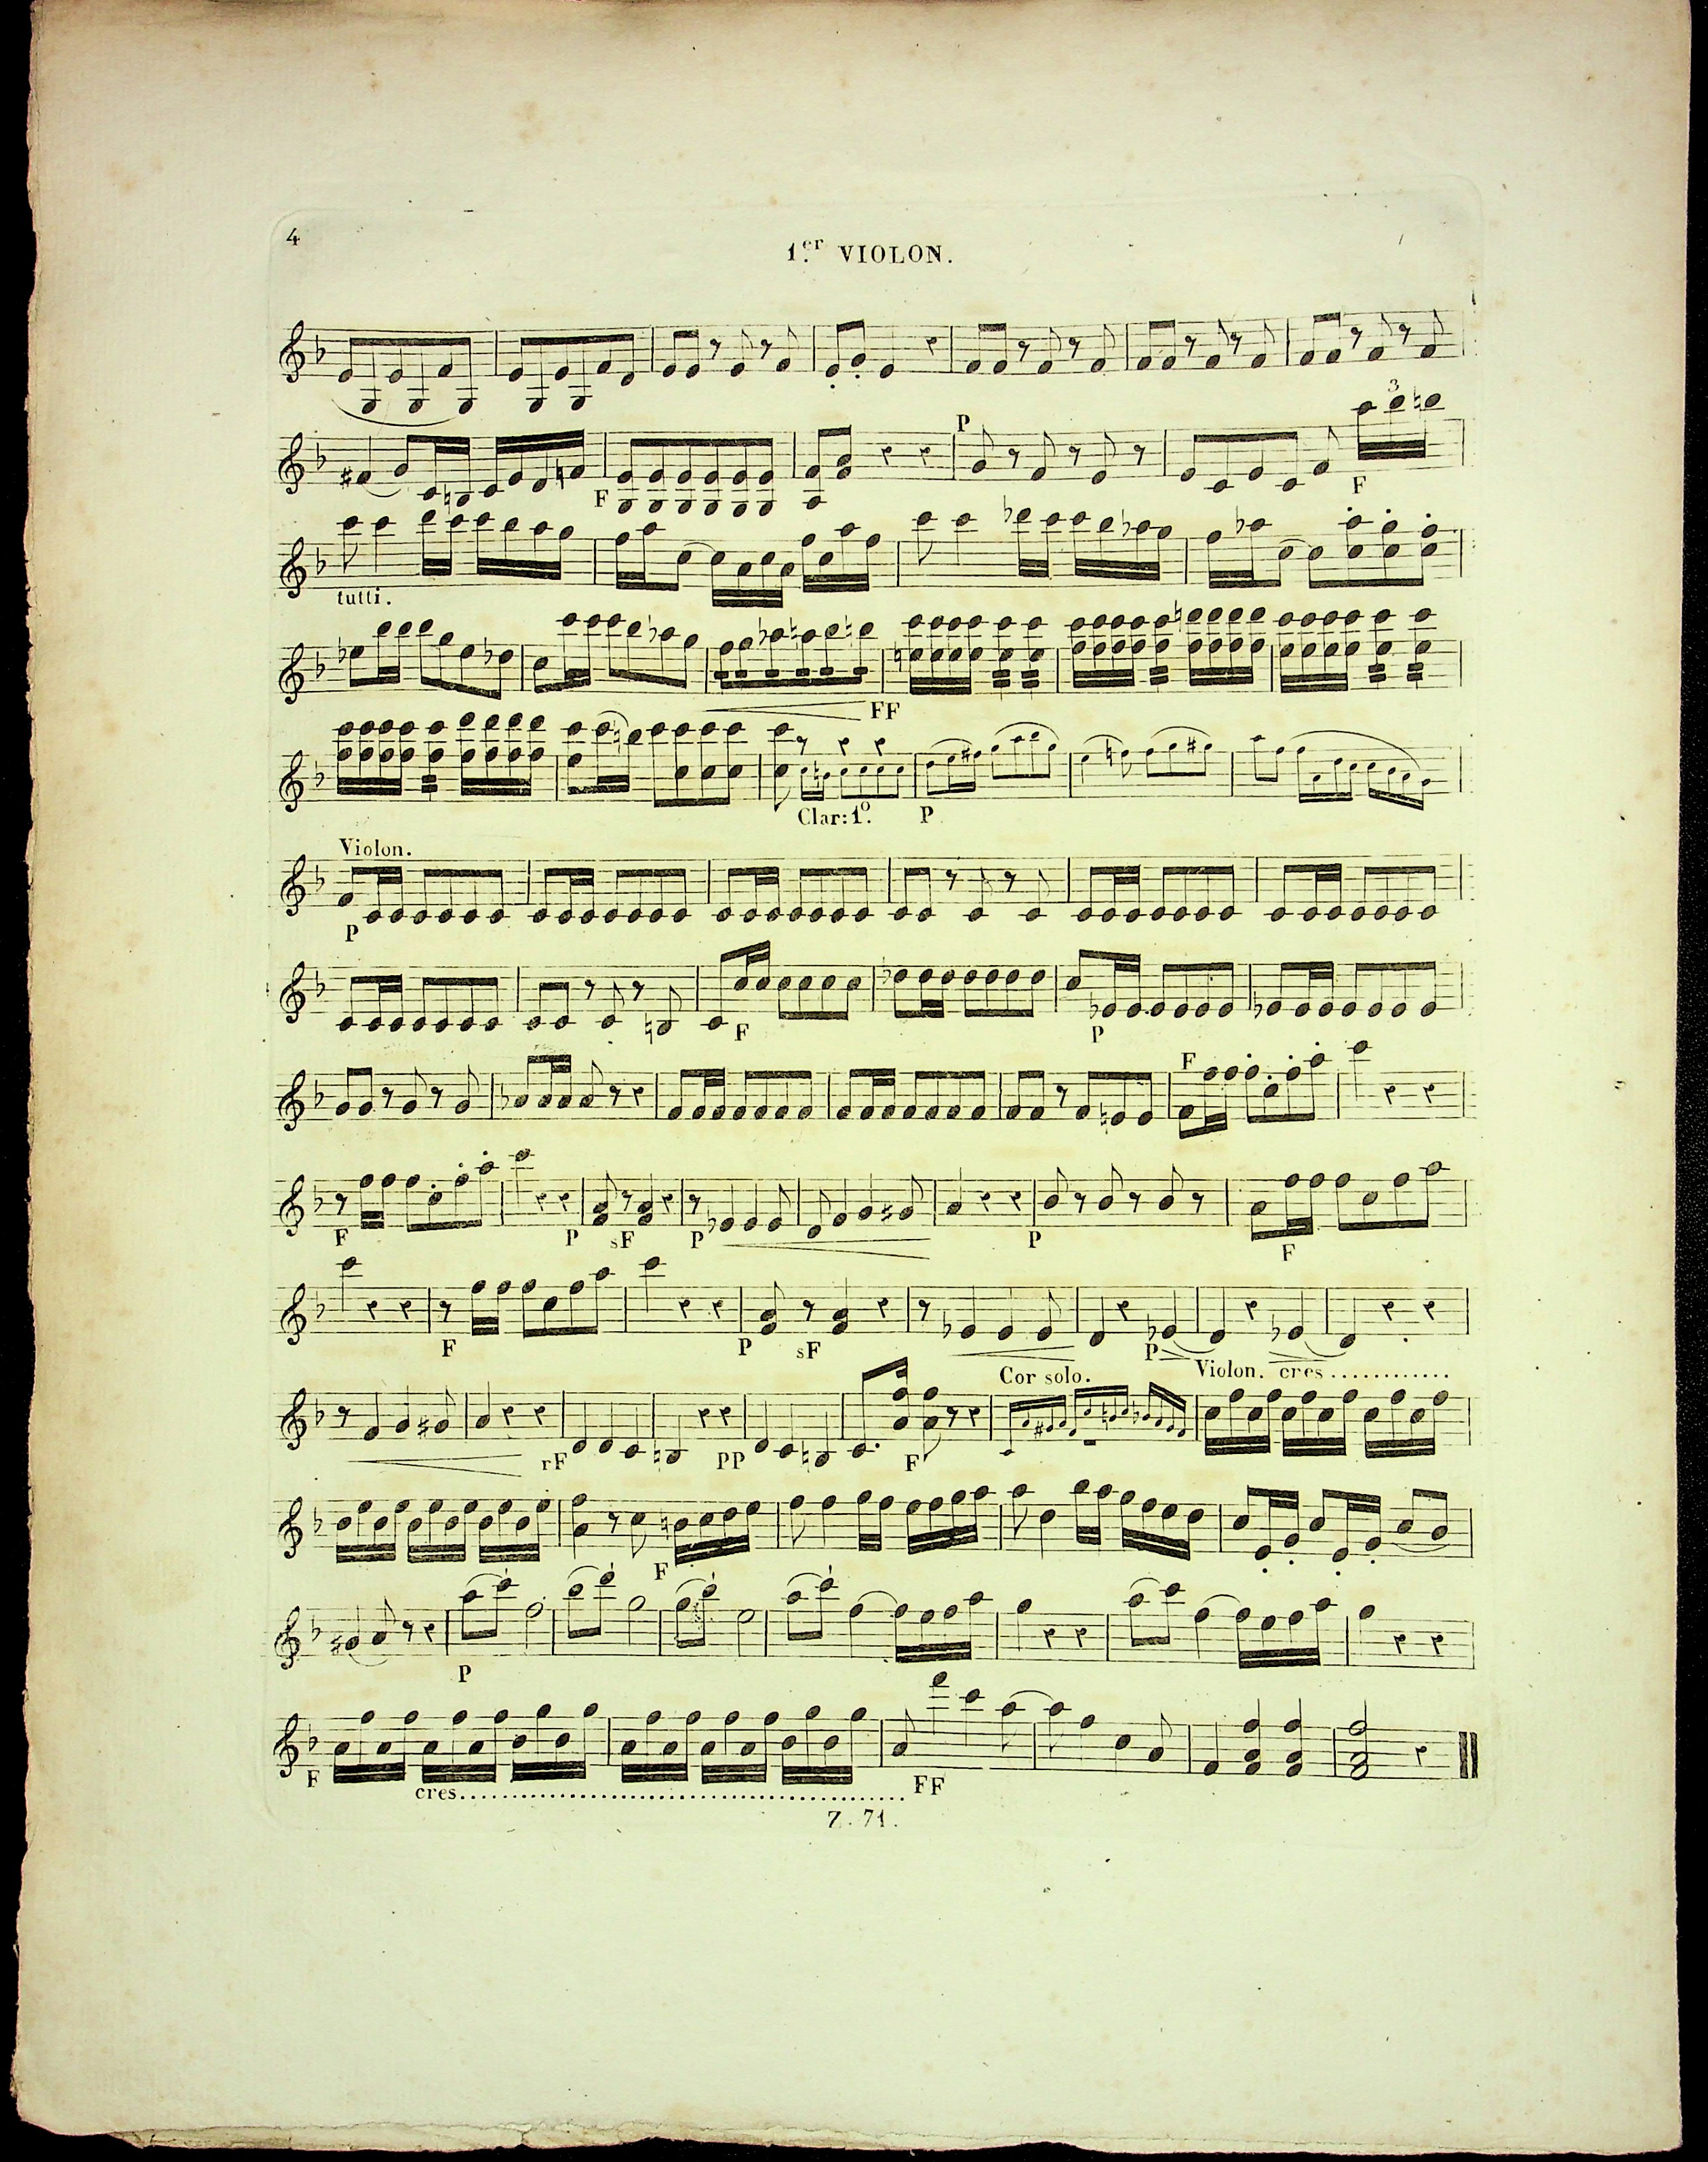 4
1.er VIOLON.
P
3
F
F
tutti.
FF
Clar: 1º. P
Violon.
P
F
P
F
F
P
sF
P
P
F
F
P
sF
P
Cor solo.
Violon. cres............
rF
PP
F
F
P
F
cres............................................ FF
Z. 71.